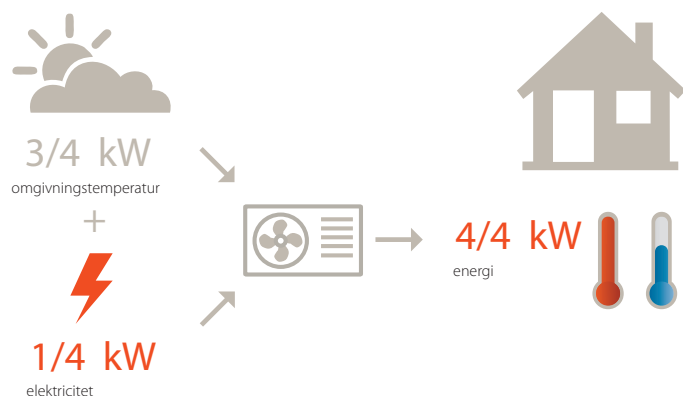 3/4 kW
omgivningstemperatur
+
1/4 kW
elektricitet
4/4 kW
energi